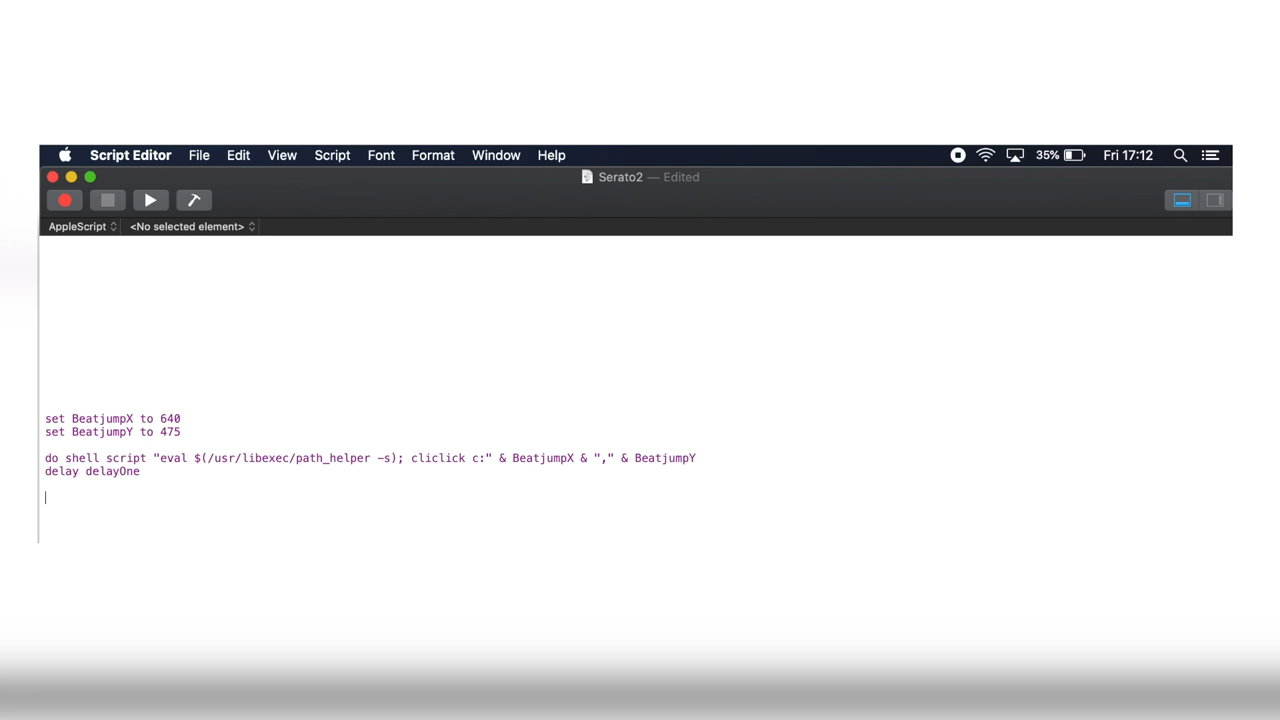 Script Editor File Edit View Script Font Format Window Help 35% Fri 17:12
Serato2 — Edited
AppleScript <No selected element>
set BeatjumpX to 640
set BeatjumpY to 475
do shell script "eval $(/usr/libexec/path_helper -s); cliclick c:" & BeatjumpX & "," & BeatjumpY
delay delayOne